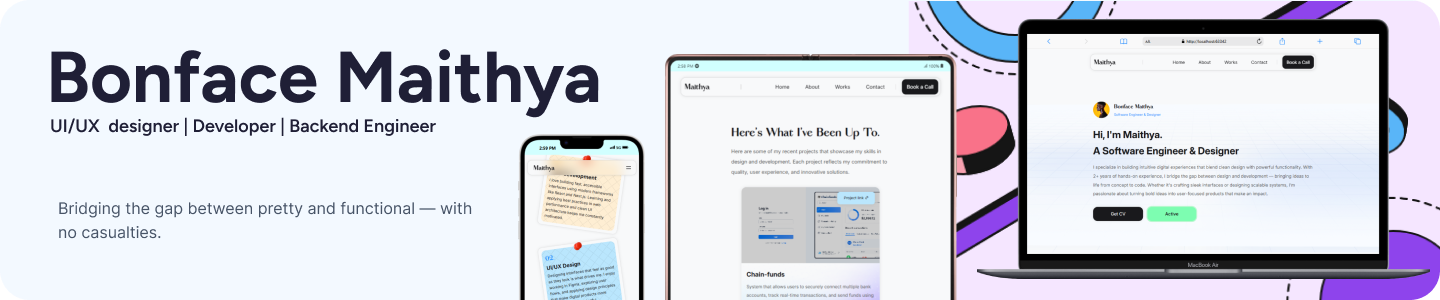 Bonface Maithya
UI/UX designer | Developer | Backend Engineer
Bridging the gap between pretty and functional — with
no casualties.
2:59 PM
5G
Maithya
Development
I love building fast, accessible
interfaces using modern frameworks
like React and Next.js. Learning and
applying best practices in web
performance and clean UI
architecture keeps me constantly
motivated.
02.
UI/UX Design
Designing interfaces that feel as good
as they look is what drives me. I enjoy
working in Figma, exploring user
flows, and applying design principles
that make digital products more
2:55 PM
100%
Maithya
Home
About
Works
Contact
Book a Call
Here's What I've Been Up To.
Here are some of my recent projects that showcase my skills in
design and development. Each project reflects my commitment to
quality, user experience, and innovative solutions.
Project link
Chain-funds
System that allows users to securely connect multiple bank
accounts, track real-time transactions, and send funds using
Maithya
Home
About
Works
Contact
Book a Call
Bonface Maithya
Software Engineer & Designer
Hi, I'm Maithya.
A Software Engineer & Designer
I specialize in building intuitive digital experiences that blend clean design with powerful functionality. With
2+ years of hands-on experience, I bridge the gap between design and development — bringing ideas to
life from concept to code. Whether it's crafting sleek interfaces or designing scalable systems, I'm
passionate about turning bold ideas into user-focused products that make an impact.
Get CV
Active
MacBook Air